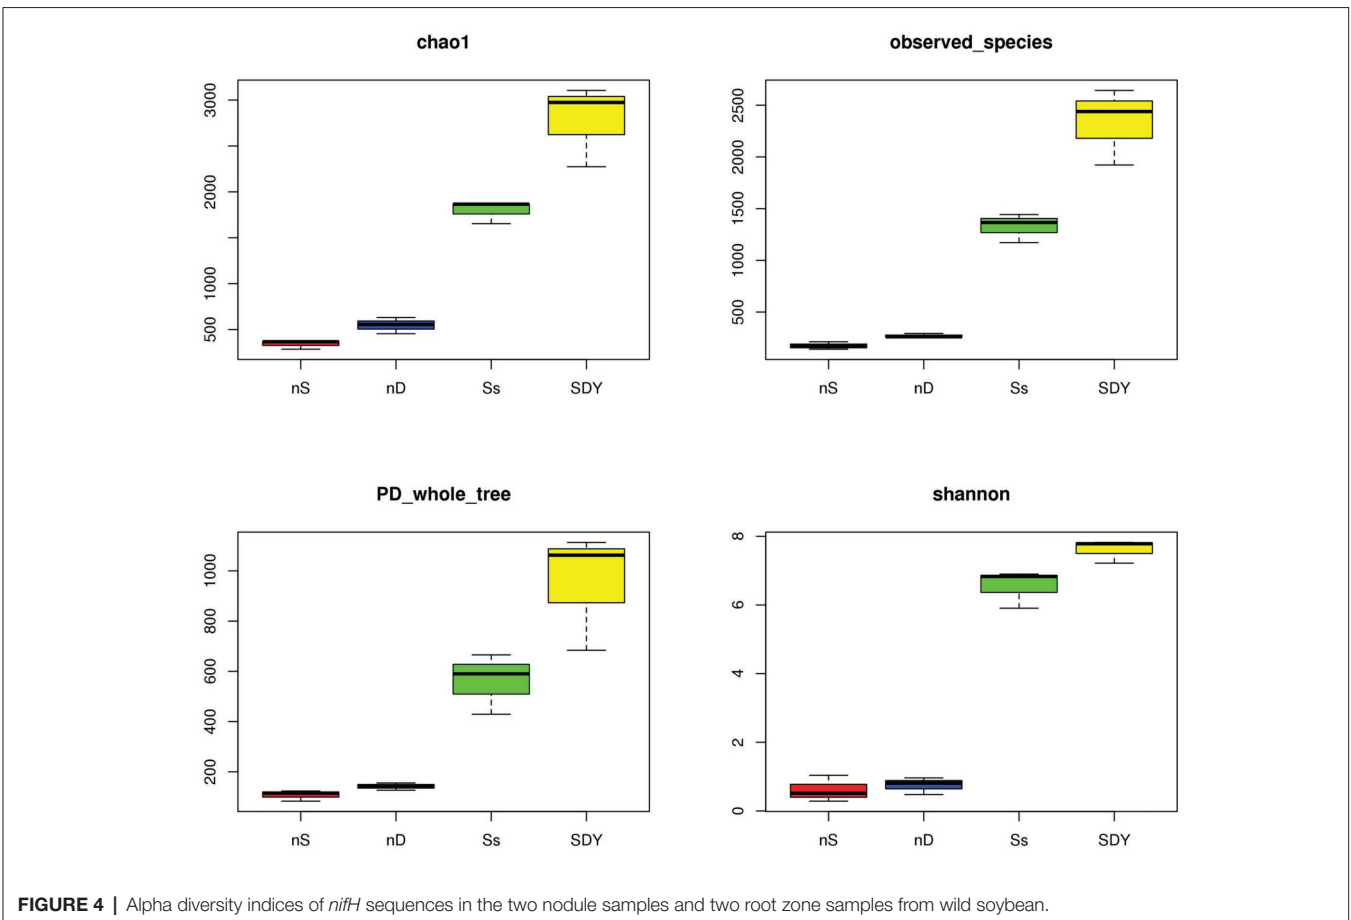 chao1
3000
2000
1000
500
nS nD Ss SDY
observed_species
2500
2000
1500
1000
500
nS nD Ss SDY
PD_whole_tree
1000
800
600
400
200
nS nD Ss SDY
shannon
8
6
4
2
0
nS nD Ss SDY
FIGURE 4 | Alpha diversity indices of nifH sequences in the two nodule samples and two root zone samples from wild soybean.